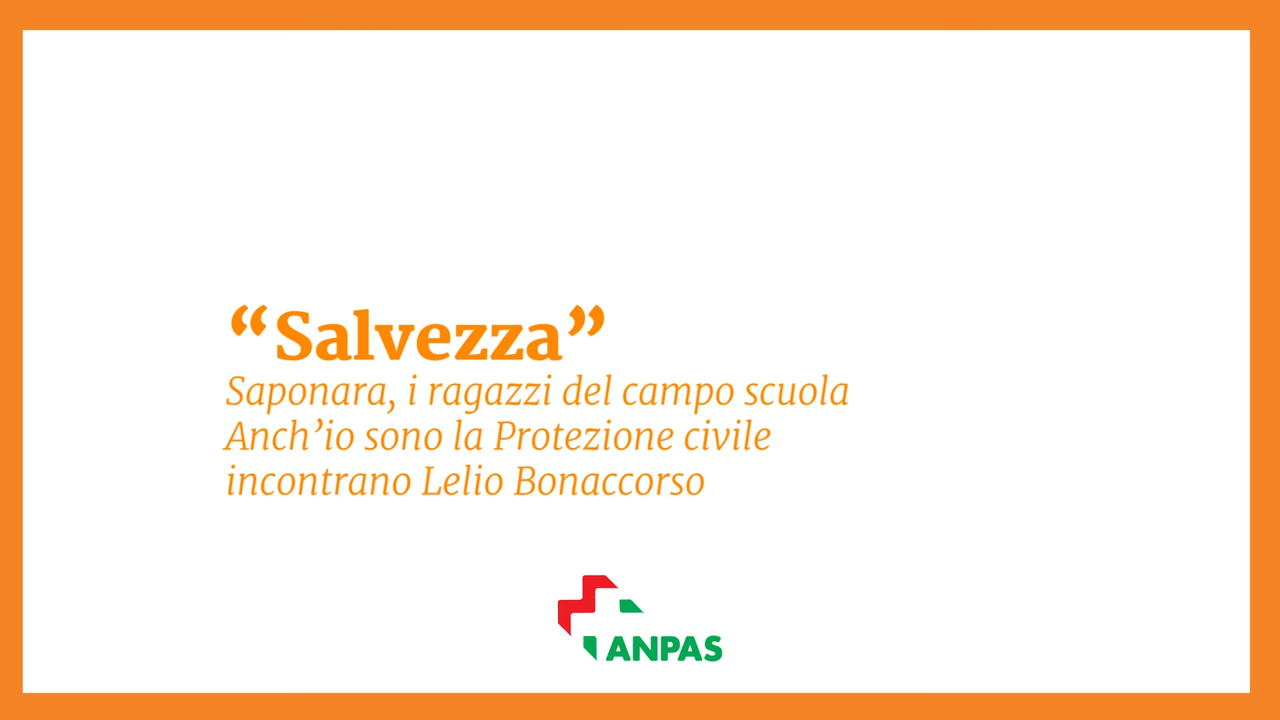 “Salvezza”
Saponara, i ragazzi del campo scuola
Anch’io sono la Protezione civile
incontrano Lelio Bonaccorso
ANPAS